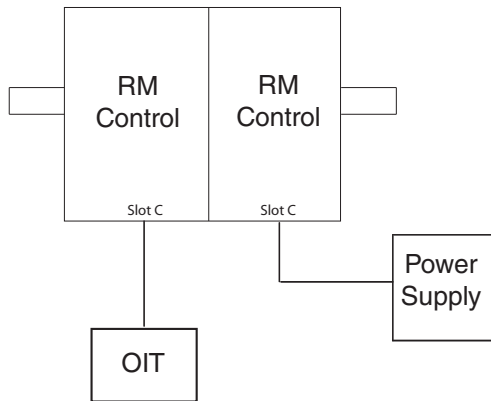 RM
Control
RM
Control
Slot C
Slot C
Power
Supply
OIT